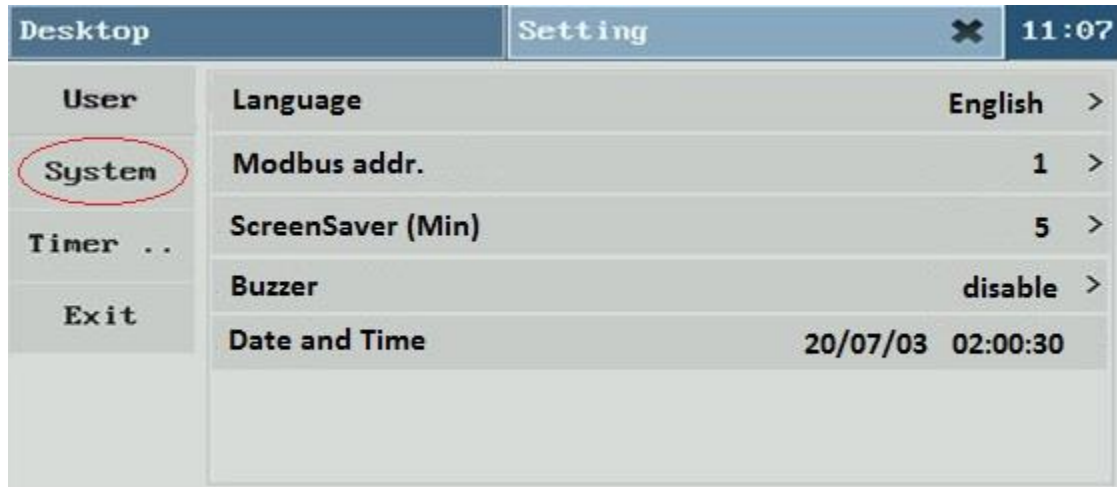 Desktop Setting 11:07
User
System
Timer ..
Exit
Language English >
Modbus addr. 1 >
ScreenSaver (Min) 5 >
Buzzer disable >
Date and Time 20/07/03 02:00:30